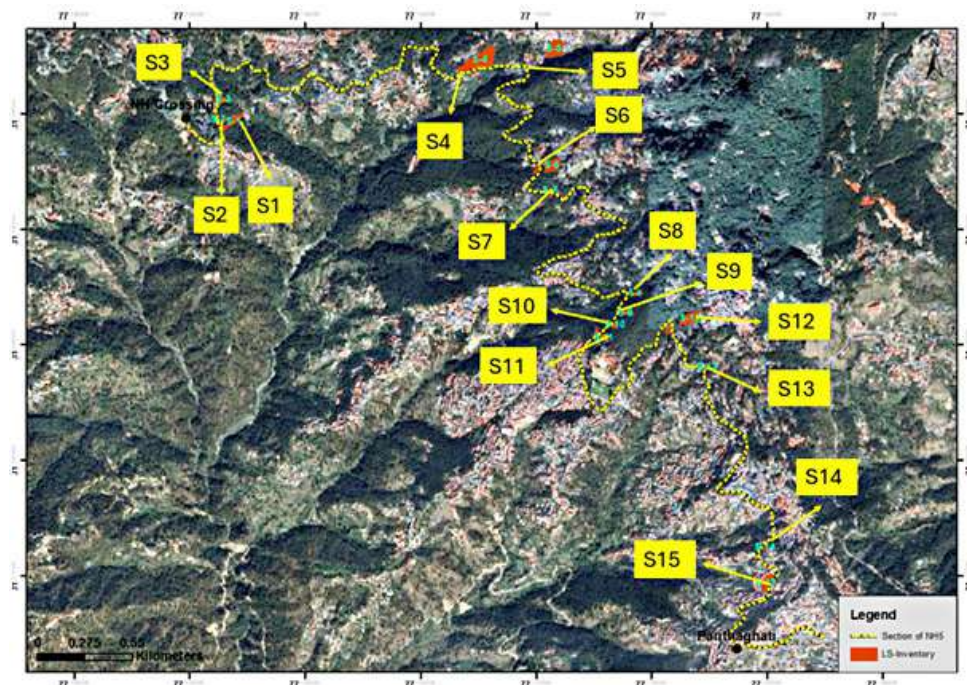 S3
NH Crossing
S5
S6
S4
S2
S1
S7
S8
S9
S10
S12
S11
S13
S14
S15
Panthaghati
0 0.275 0.55
Kilometers
Legend
Section of NH5
LS-Inventory